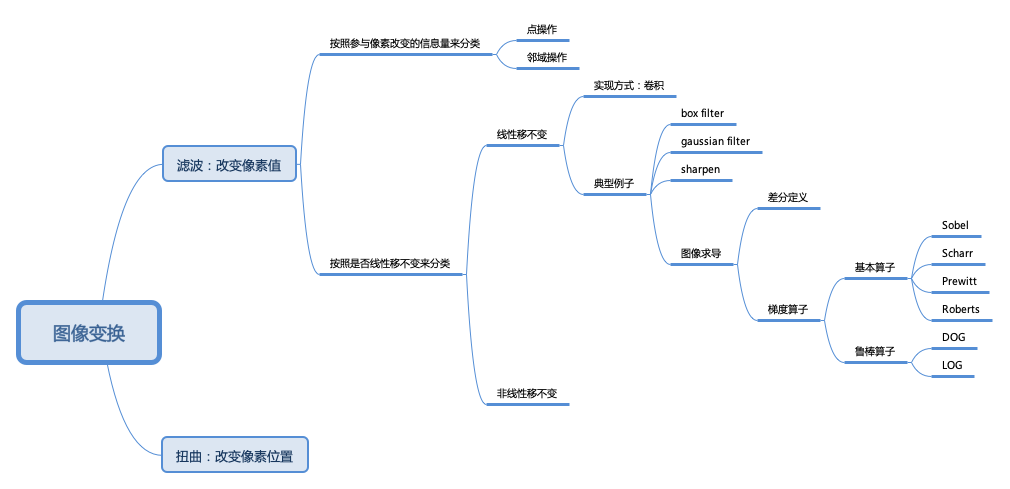 图像变换
滤波：改变像素值
按照参与像素改变的信息量来分类
点操作
邻域操作
按照是否线性移不变来分类
线性移不变
实现方式：卷积
典型例子
box filter
gaussian filter
sharpen
图像求导
差分定义
梯度算子
基本算子
Sobel
Scharr
Prewitt
Roberts
鲁棒算子
DOG
LOG
非线性移不变
扭曲：改变像素位置